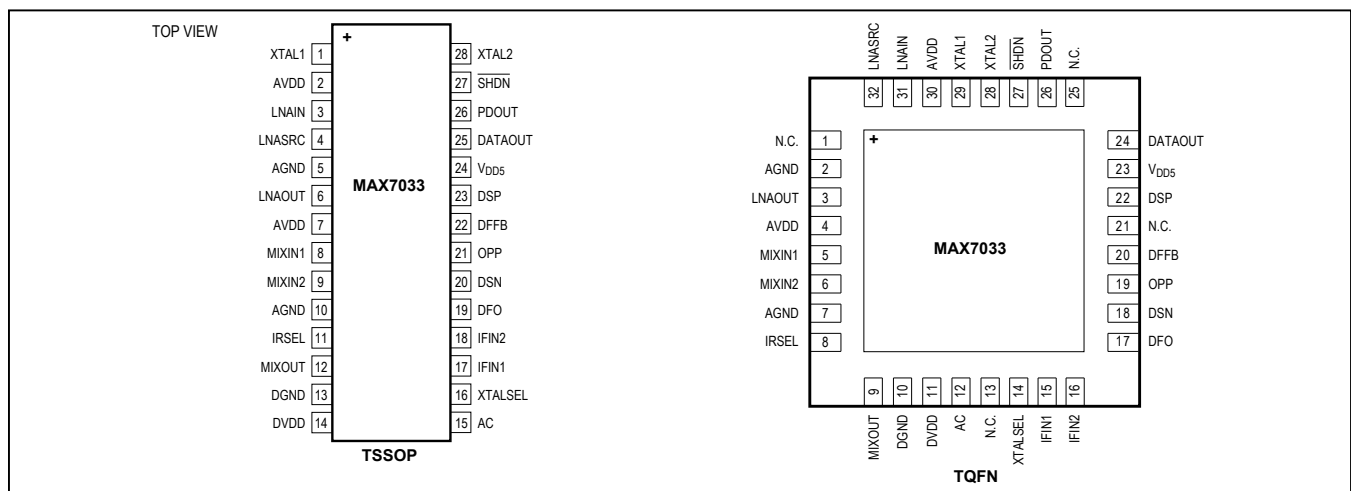 TOP VIEW
+
XTAL1 1
AVDD 2
LNAIN 3
LNASRC 4
AGND 5
LNAOUT 6
AVDD 7
MIXIN1 8
MIXIN2 9
AGND 10
IRSEL 11
MIXOUT 12
DGND 13
DVDD 14
MAX7033
28 XTAL2
27 SHDN
26 PDOUT
25 DATAOUT
24 VDD5
23 DSP
22 DFFB
21 OPP
20 DSN
19 DFO
18 IFIN2
17 IFIN1
16 XTALSEL
15 AC
TSSOP
LNASRC 32
LNAIN 31
AVDD 30
XTAL1 29
XTAL2 28
SHDN 27
PDOUT 26
N.C. 25
N.C. 1
AGND 2
LNAOUT 3
AVDD 4
MIXIN1 5
MIXIN2 6
AGND 7
IRSEL 8
+
MAX7033
24 DATAOUT
23 VDD5
22 DSP
21 N.C.
20 DFFB
19 OPP
18 DSN
17 DFO
MIXOUT 9
DGND 10
DVDD 11
AC 12
N.C. 13
XTALSEL 14
IFIN1 15
IFIN2 16
TQFN